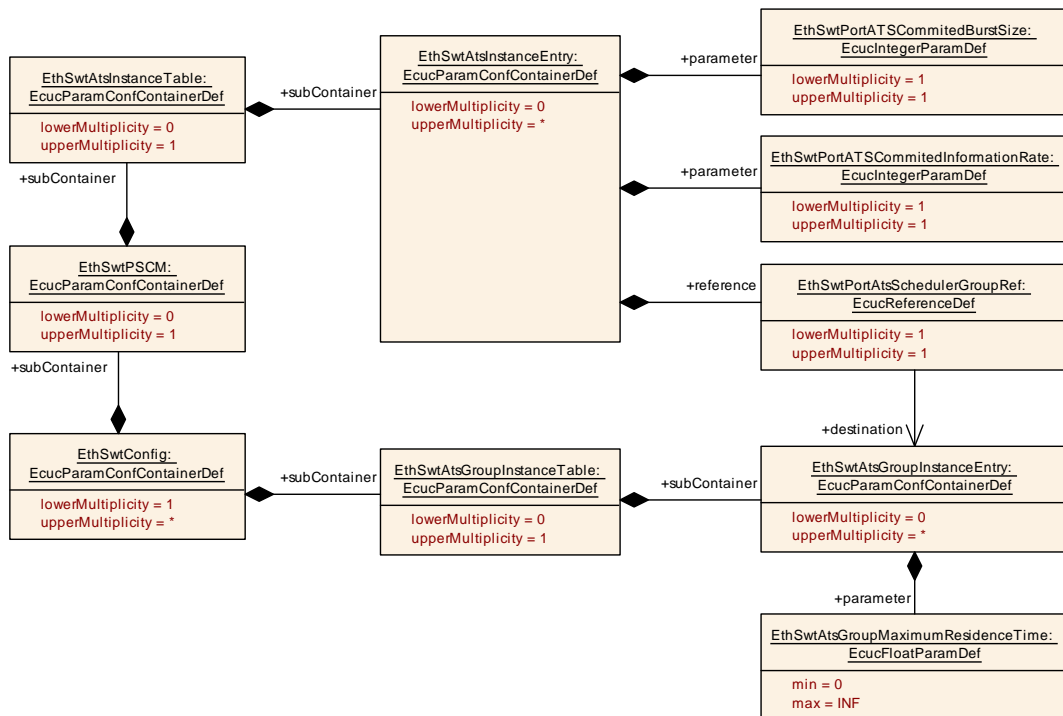 EthSwtAtsInstanceTable:
EcucParamConfContainerDef
lowerMultiplicity = 0
upperMultiplicity = 1
+subContainer
EthSwtAtsInstanceEntry:
EcucParamConfContainerDef
lowerMultiplicity = 0
upperMultiplicity = *
+parameter
EthSwtPortATSCommitedBurstSize:
EcucIntegerParamDef
lowerMultiplicity = 1
upperMultiplicity = 1
+parameter
EthSwtPortATSCommitedInformationRate:
EcucIntegerParamDef
lowerMultiplicity = 1
upperMultiplicity = 1
+subContainer
EthSwtPSCM:
EcucParamConfContainerDef
lowerMultiplicity = 0
upperMultiplicity = 1
+reference
EthSwtPortAtsSchedulerGroupRef:
EcucReferenceDef
lowerMultiplicity = 1
upperMultiplicity = 1
+subContainer
+destination
EthSwtConfig:
EcucParamConfContainerDef
lowerMultiplicity = 1
upperMultiplicity = *
+subContainer
EthSwtAtsGroupInstanceTable:
EcucParamConfContainerDef
lowerMultiplicity = 0
upperMultiplicity = 1
+subContainer
EthSwtAtsGroupInstanceEntry:
EcucParamConfContainerDef
lowerMultiplicity = 0
upperMultiplicity = *
+parameter
EthSwtAtsGroupMaximumResidenceTime:
EcucFloatParamDef
min = 0
max = INF